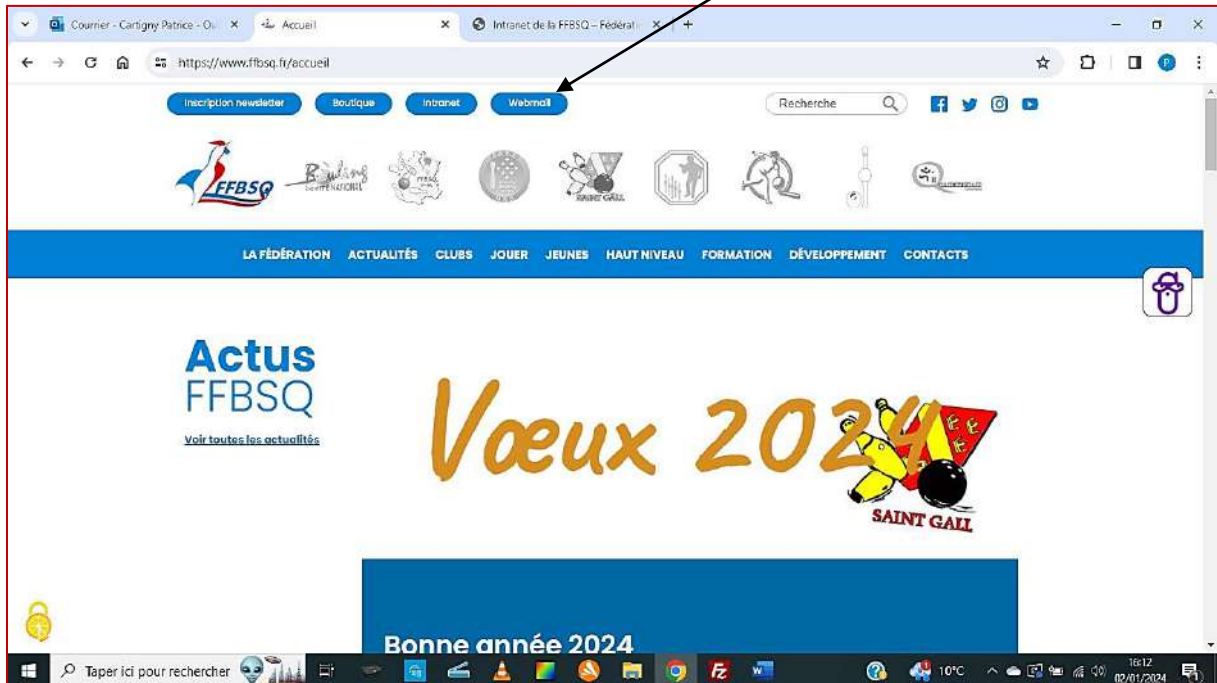 Courrier - Cartigny Patrice - Ou
Accueil
Intranet de la FFBSQ – Fédérati
https://www.ffbsq.fr/accueil
Inscription newsletter
Boutique
Intranet
Webmail
Recherche
FFBSQ
SAINT GALL
LA FÉDÉRATION ACTUALITÉS CLUBS JOUER JEUNES HAUT NIVEAU FORMATION DÉVELOPPEMENT CONTACTS
Actus
FFBSQ
Voir toutes les actualités
Vœux 2024
SAINT GALL
Bonne année 2024
Taper ici pour rechercher
10°C
16:12
02/01/2024